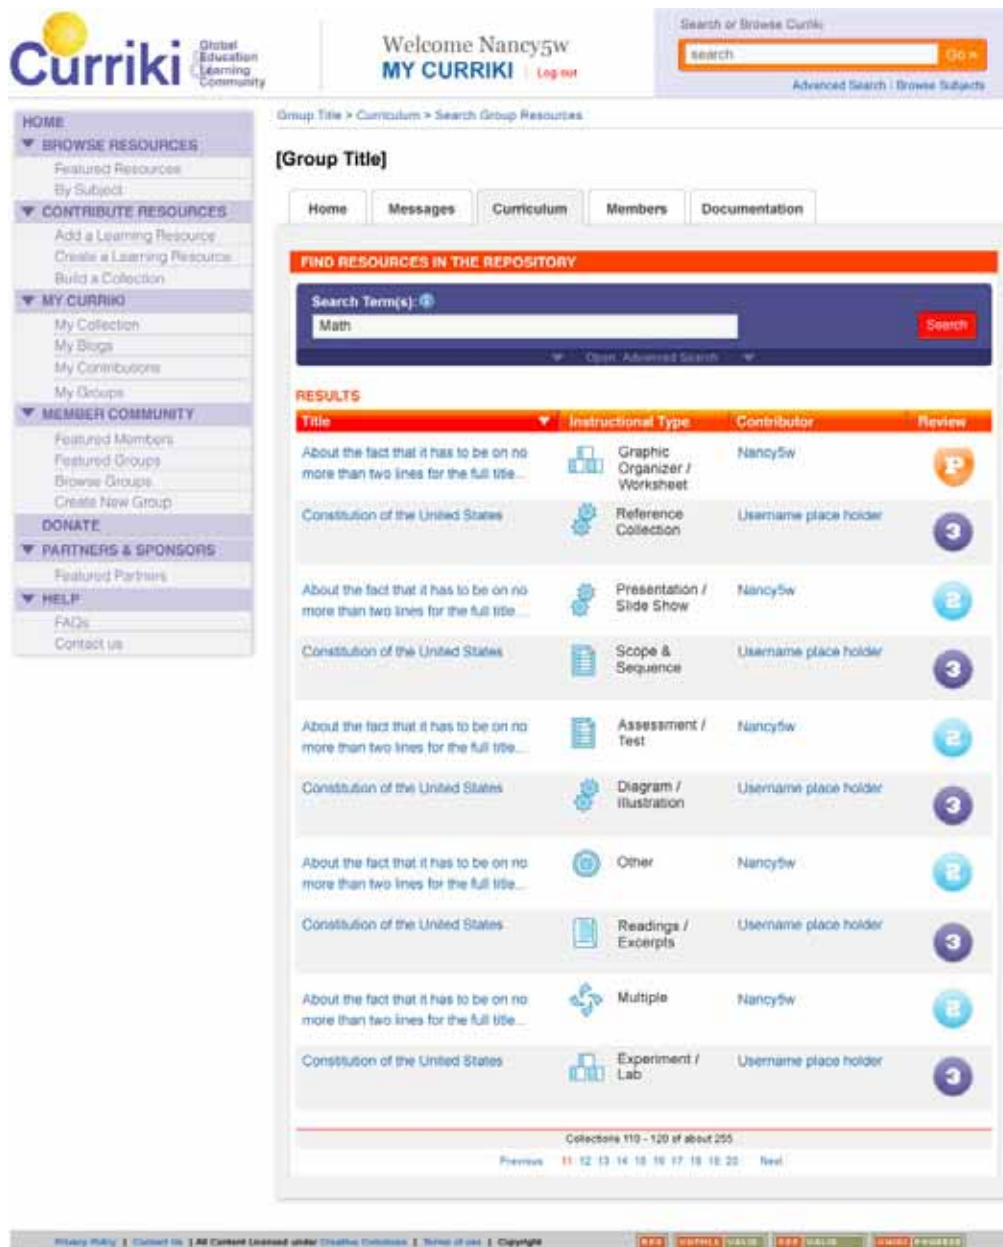 Curriki Global
Education
Learning
Community
Welcome Nancy5w
MY CURRIKI | Log out
Search or Browse Curriki
search Go »
Advanced Search | Browse Subjects
HOME
BROWSE RESOURCES
Featured Resources
By Subject
CONTRIBUTE RESOURCES
Add a Learning Resource
Create a Learning Resource
Build a Collection
MY CURRIKI
My Collection
My Blogs
My Contributions
My Groups
MEMBER COMMUNITY
Featured Members
Featured Groups
Browse Groups
Create New Group
DONATE
PARTNERS & SPONSORS
Featured Partners
HELP
FAQs
Contact us
Group Title > Curriculum > Search Group Resources
[Group Title]
Home Messages Curriculum Members Documentation
FIND RESOURCES IN THE REPOSITORY
Search Term(s):
Math Search
Open Advanced Search
RESULTS
Title Instructional Type Contributor Review
About the fact that it has to be on no
more than two lines for the full title...
Graphic
Organizer /
Worksheet
Nancy5w P
Constitution of the United States
Reference
Collection
Username place holder 3
About the fact that it has to be on no
more than two lines for the full title...
Presentation /
Slide Show
Nancy5w 2
Constitution of the United States
Scope &
Sequence
Username place holder 3
About the fact that it has to be on no
more than two lines for the full title...
Assessment /
Test
Nancy5w 2
Constitution of the United States
Diagram /
Illustration
Username place holder 3
About the fact that it has to be on no
more than two lines for the full title...
Other
Nancy5w 2
Constitution of the United States
Readings /
Excerpts
Username place holder 3
About the fact that it has to be on no
more than two lines for the full title...
Multiple
Nancy5w 2
Constitution of the United States
Experiment /
Lab
Username place holder 3
Collections 110 - 120 of about 255
Previous 11 12 13 14 15 16 17 18 19 20 Next
Privacy Policy | Contact Us | All Content Licensed under Creative Commons | Terms of use | Copyright